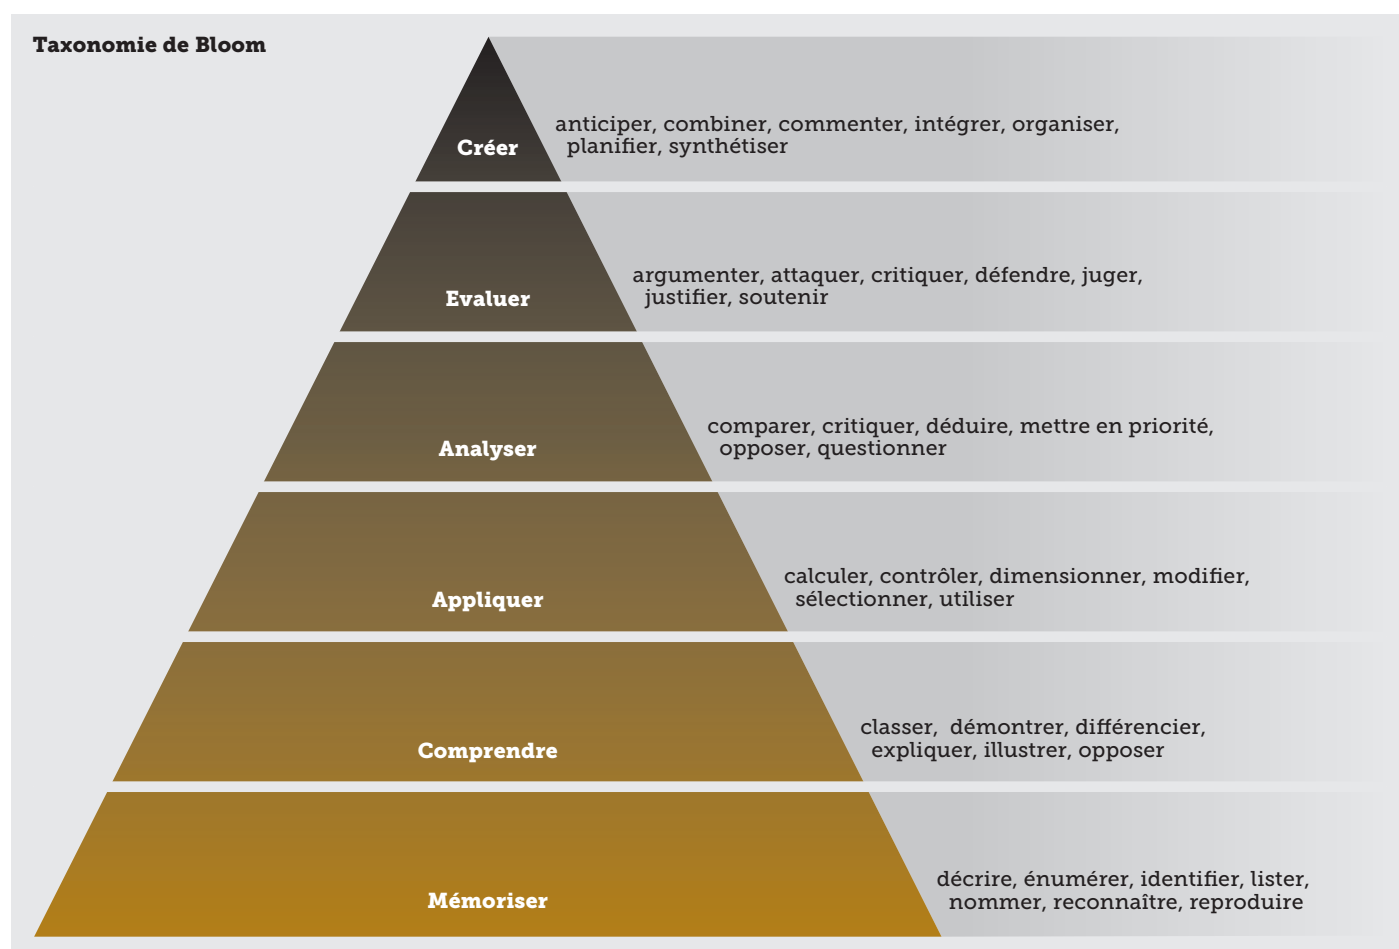 Taxonomie de Bloom
Créer
anticiper, combiner, commenter, intégrer, organiser,
planifier, synthétiser
Evaluer
argumenter, attaquer, critiquer, défendre, juger,
justifier, soutenir
Analyser
comparer, critiquer, déduire, mettre en priorité,
opposer, questionner
Appliquer
calculer, contrôler, dimensionner, modifier,
sélectionner, utiliser
Comprendre
classer, démontrer, différencier,
expliquer, illustrer, opposer
Mémoriser
décrire, énumérer, identifier, lister,
nommer, reconnaître, reproduire